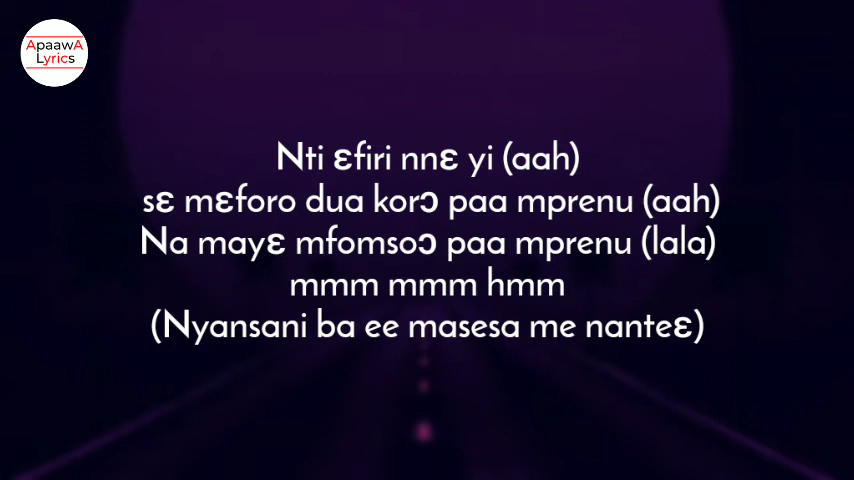 ApaawA
Lyrics
Nti ɛfiri nnɛ yi (aah)
sɛ mɛforo dua korɔ paa mprenu (aah)
Na mayɛ mfomsoɔ paa mprenu (lala)
mmm mmm hmm
(Nyansani ba ee masesa me nanteɛ)